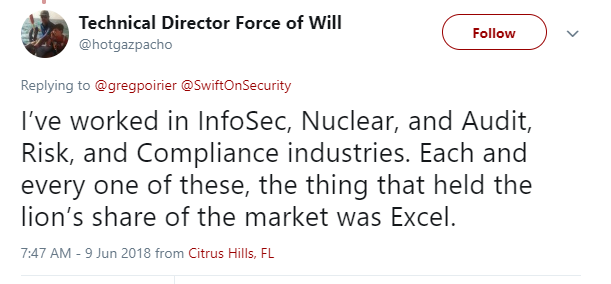 Technical Director Force of Will
@hotgazpacho
Follow
Replying to @gregpoirier @SwiftOnSecurity
I’ve worked in InfoSec, Nuclear, and Audit,
Risk, and Compliance industries. Each and
every one of these, the thing that held the
lion’s share of the market was Excel.
7:47 AM - 9 Jun 2018 from Citrus Hills, FL